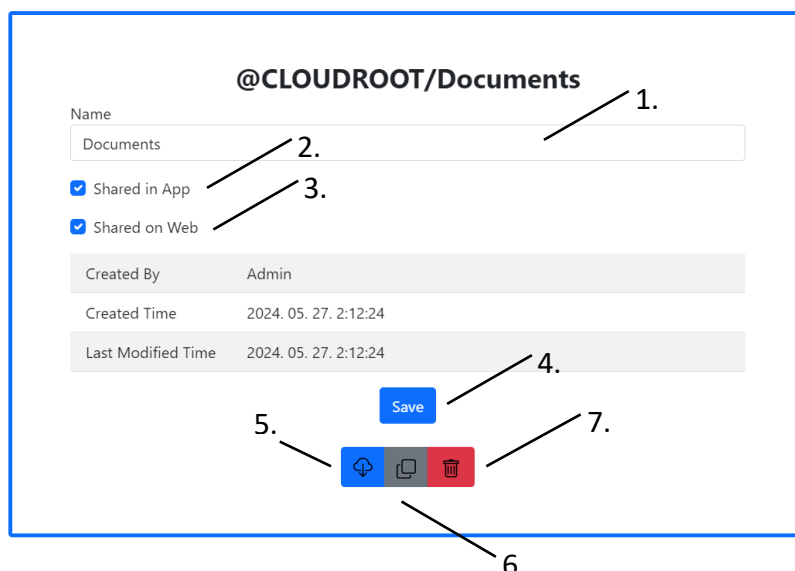 @CLOUDROOT/Documents
Name
1.
Documents
2.
Shared in App
3.
Shared on Web
Created By Admin
Created Time 2024. 05. 27. 2:12:24
Last Modified Time 2024. 05. 27. 2:12:24
4.
Save
5.
7.
6